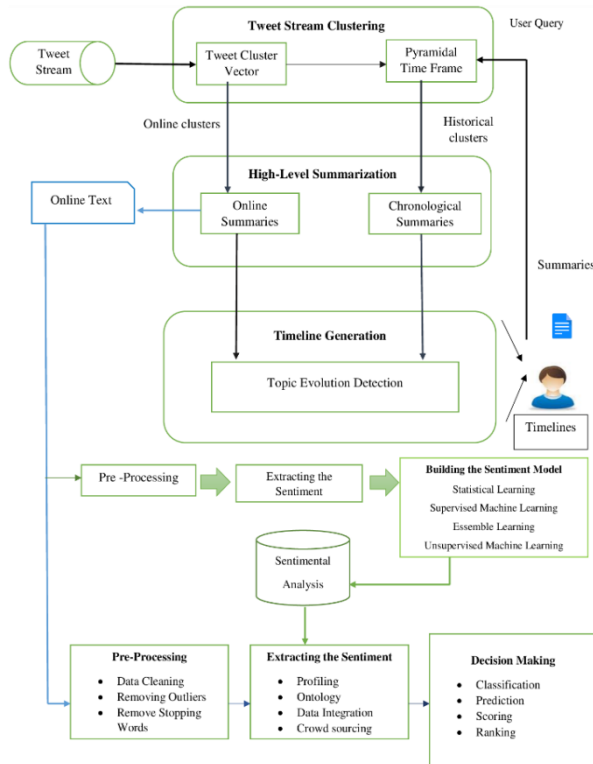 Tweet Stream Clustering
User Query
Tweet
Stream
Tweet Cluster
Vector
Pyramidal
Time Frame
Online clusters
Historical
clusters
High-Level Summarization
Online Text
Online
Summaries
Chronological
Summaries
Summaries
Timeline Generation
Topic Evolution Detection
Timelines
Pre -Processing
Extracting the
Sentiment
Building the Sentiment Model
Statistical Learning
Supervised Machine Learning
Essemble Learning
Unsupervised Machine Learning
Sentimental
Analysis
Pre-Processing
• Data Cleaning
• Removing Outliers
• Remove Stopping
Words
Extracting the Sentiment
• Profiling
• Ontology
• Data Integration
• Crowd sourcing
Decision Making
• Classification
• Prediction
• Scoring
• Ranking